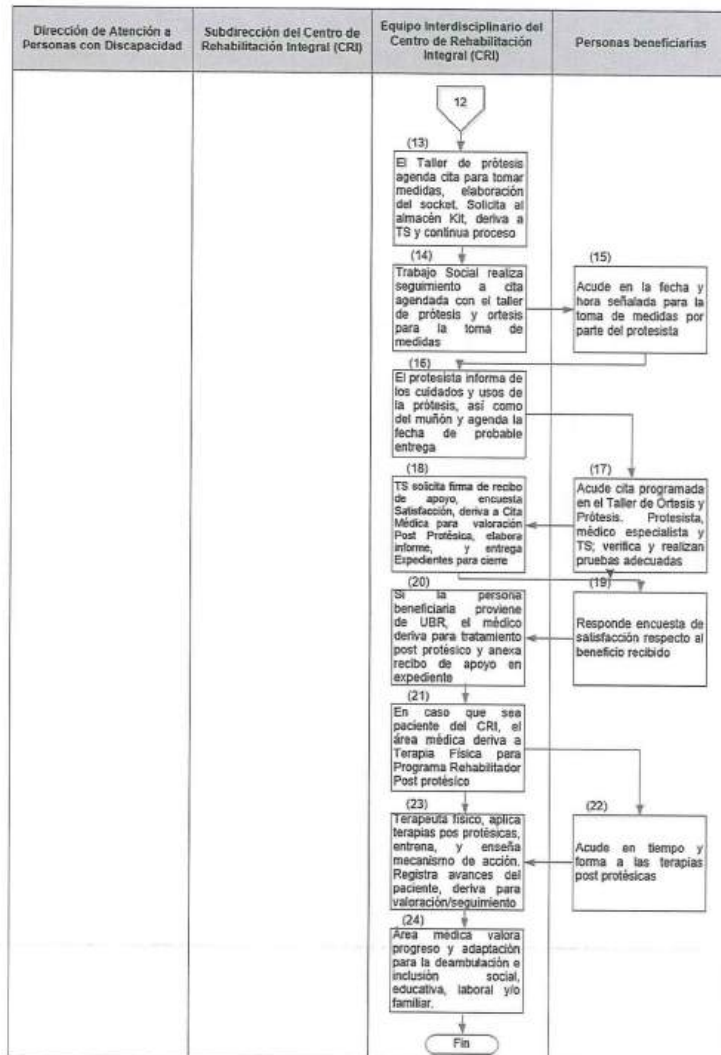 Dirección de Atención a
Personas con Discapacidad
Subdirección del Centro de
Rehabilitación Integral (CRI)
Equipo Interdisciplinario del
Centro de Rehabilitación
Integral (CRI)
Personas beneficiarias
12
(13)
El Taller de prótesis
agenda cita para tomar
medidas, elaboración
del socket. Solicita al
almacén Kit, deriva a
TS y continua proceso
(14)
Trabajo Social realiza
seguimiento a cita
agendada con el taller
de prótesis y ortesis
para la toma de
medidas
(15)
Acude en la fecha y
hora señalada para la
toma de medidas por
parte del protesista
(16)
El protesista informa de
los cuidados y usos de
la prótesis, así como
del muñón y agenda la
fecha de probable
entrega
(17)
Acude cita programada
en el Taller de Órtesis y
Prótesis. Protesista,
médico especialista y
TS; verifica y realizan
pruebas adecuadas
(18)
TS solicita firma de recibo
de apoyo, encuesta
Satisfacción, deriva a Cita
Médica para valoración
Post Protésica, elabora
informe, y entrega
Expedientes para cierre
(19)
Responde encuesta de
satisfacción respecto al
beneficio recibido
(20)
Si la persona
beneficiaria proviene
de UBR, el médico
deriva para tratamiento
post protésico y anexa
recibo de apoyo en
expediente
(21)
En caso que sea
paciente del CRI, el
área médica deriva a
Terapia Física para
Programa Rehabilitador
Post protésico
(22)
Acude en tiempo y
forma a las terapias
post protésicas
(23)
Terapeuta físico, aplica
terapias pos protésicas,
entrena, y enseña
mecanismo de acción.
Registra avances del
paciente, deriva para
valoración/seguimiento
(24)
Área médica valora
progreso y adaptación
para la deambulación e
inclusión social,
educativa, laboral y/o
familiar.
Fin